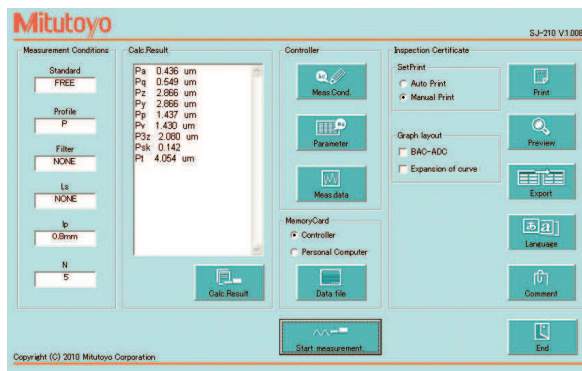 Mitutoyo
SJ-210 V1.008
Measurement Conditions
Standard
FREE
Profile
P
Filter
NONE
Ls
NONE
lp
0.8mm
N
5
Calc.Result
Pa 0.436 um
Pq 0.549 um
Pz 2.866 um
Py 2.866 um
Pp 1.437 um
Pv 1.430 um
P3z 2.080 um
Psk 0.142
Pt 4.054 um
Calc.Result
Controller
Meas.Cond.
Parameter
Meas.data
MemoryCard
Controller
Personal Computer
Data file
Start measurement.
Inspection Certificate
SetPrint
Auto Print
Manual Print
Graph layout
BAC-ADC
Expansion of curve
Print
Preview
Export
あa
Language
Comment
End
Copyright (C) 2010 Mitutoyo Corporation